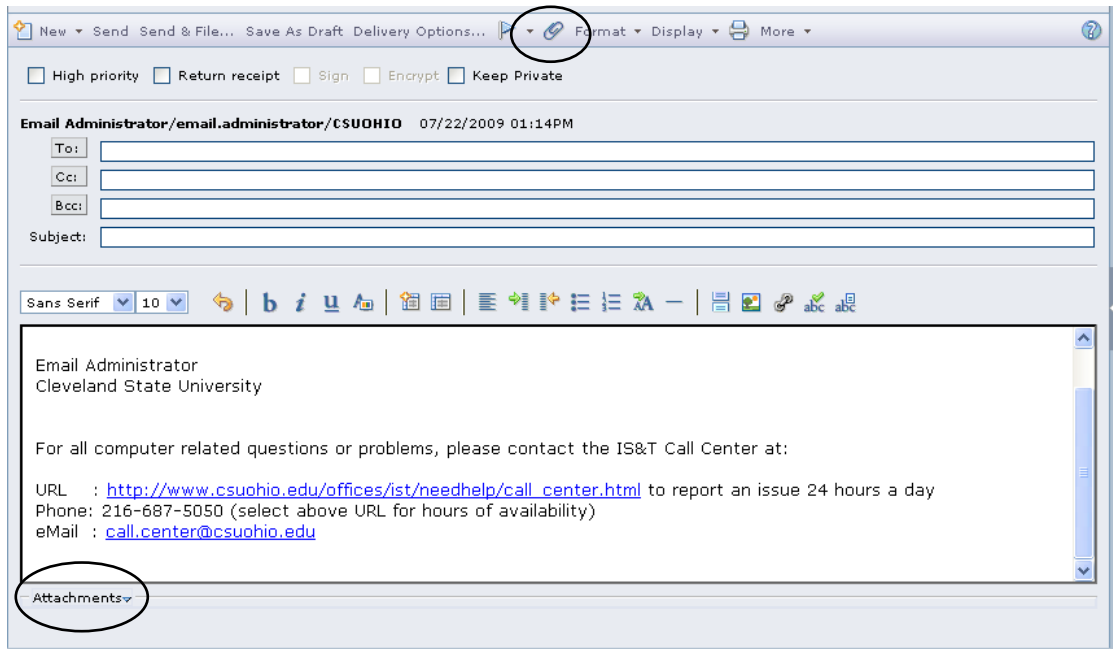 New Send Send & File... Save As Draft Delivery Options... Format Display More ?
High priority Return receipt Sign Encrypt Keep Private
Email Administrator/email.administrator/CSUOHIO 07/22/2009 01:14PM
To:
Cc:
Bcc:
Subject:
Sans Serif 10 b i u A AA abc abc
Email Administrator
Cleveland State University
For all computer related questions or problems, please contact the IS&T Call Center at:
URL : http://www.csuohio.edu/offices/ist/needhelp/call_center.html to report an issue 24 hours a day
Phone: 216-687-5050 (select above URL for hours of availability)
eMail : call.center@csuohio.edu
Attachments